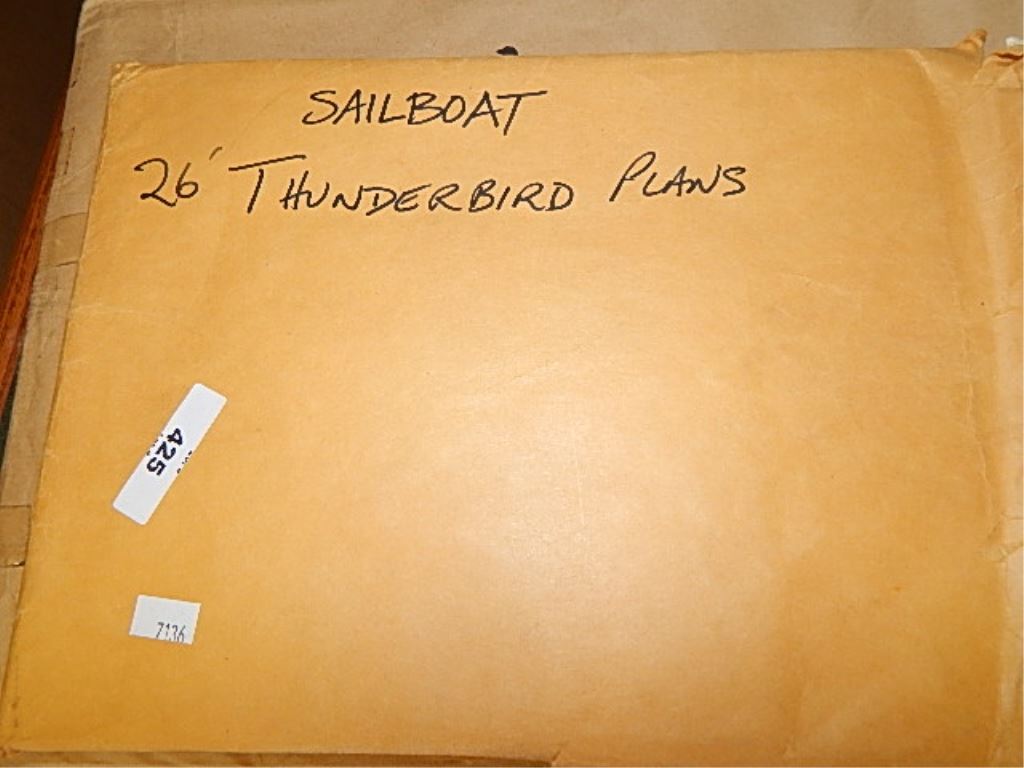 SAILBOAT
26' THUNDERBIRD PLANS
425
7136